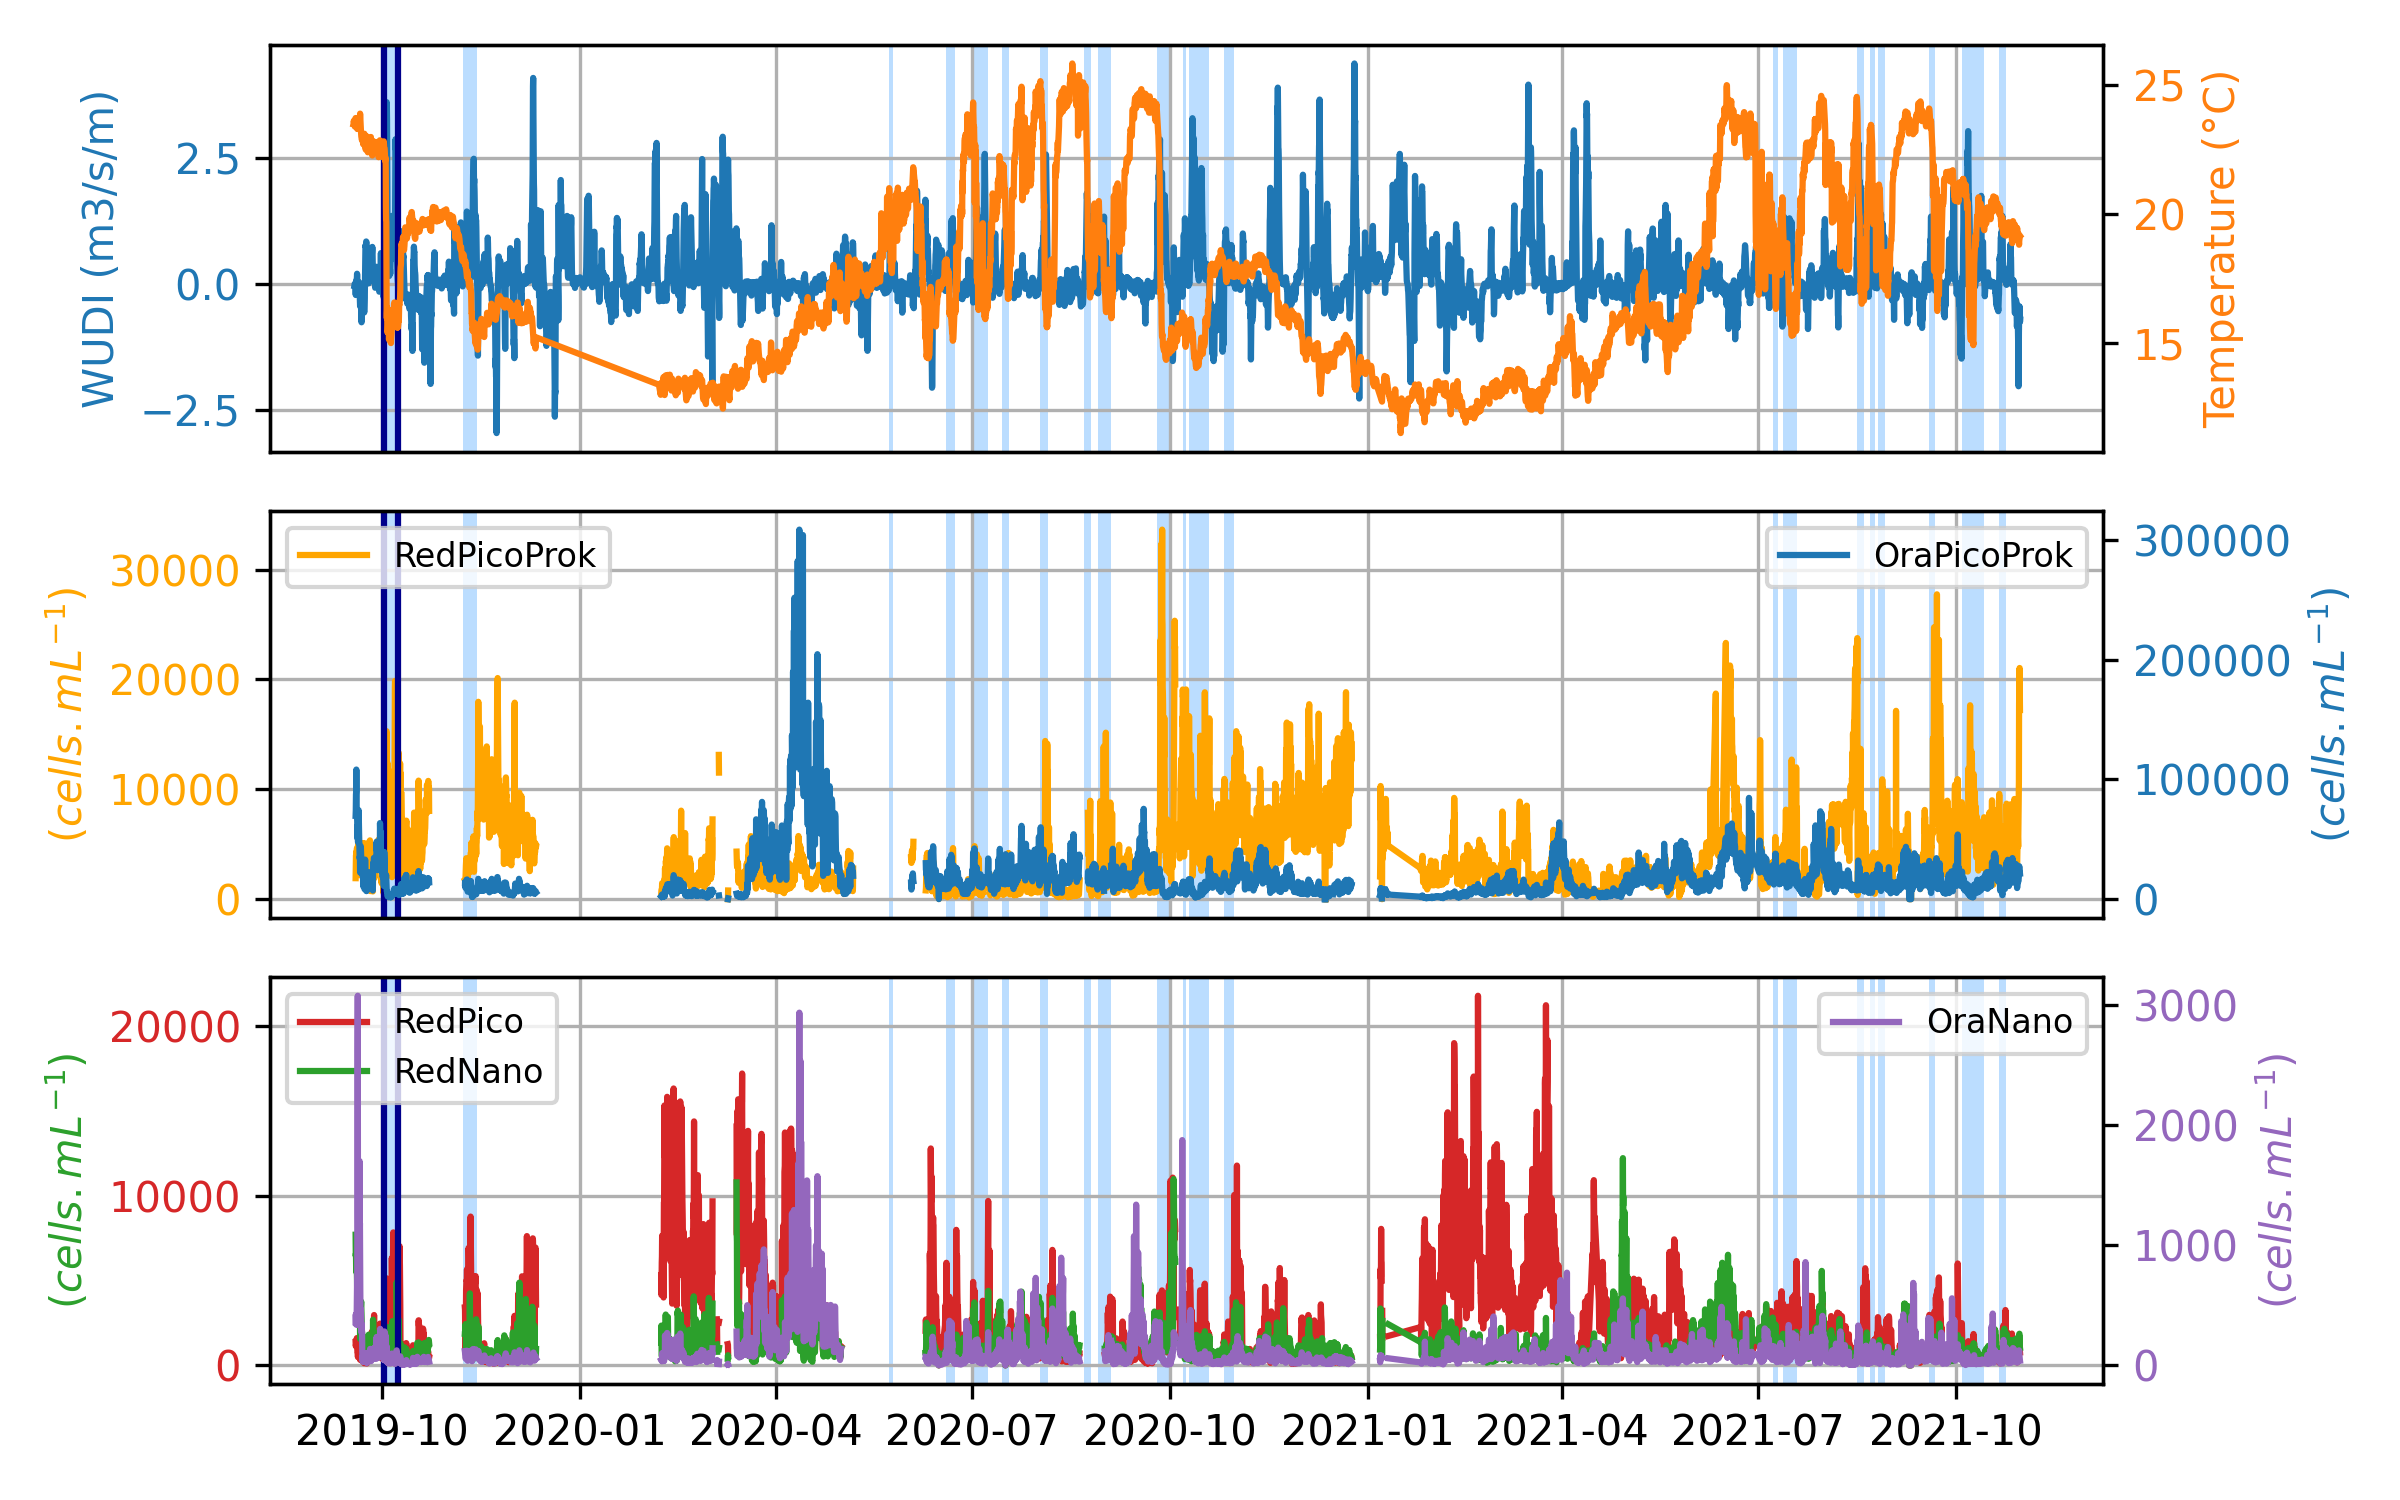 WUDI (m3/s/m)
2.5
0.0
−2.5
25
20
15
Temperature (°C)
(cells.mL⁻¹)
30000
20000
10000
0
RedPicoProk
OraPicoProk
300000
200000
100000
0
(cells.mL⁻¹)
(cells.mL⁻¹)
20000
10000
0
RedPico
RedNano
OraNano
3000
2000
1000
0
(cells.mL⁻¹)
2019-10 2020-01 2020-04 2020-07 2020-10 2021-01 2021-04 2021-07 2021-10